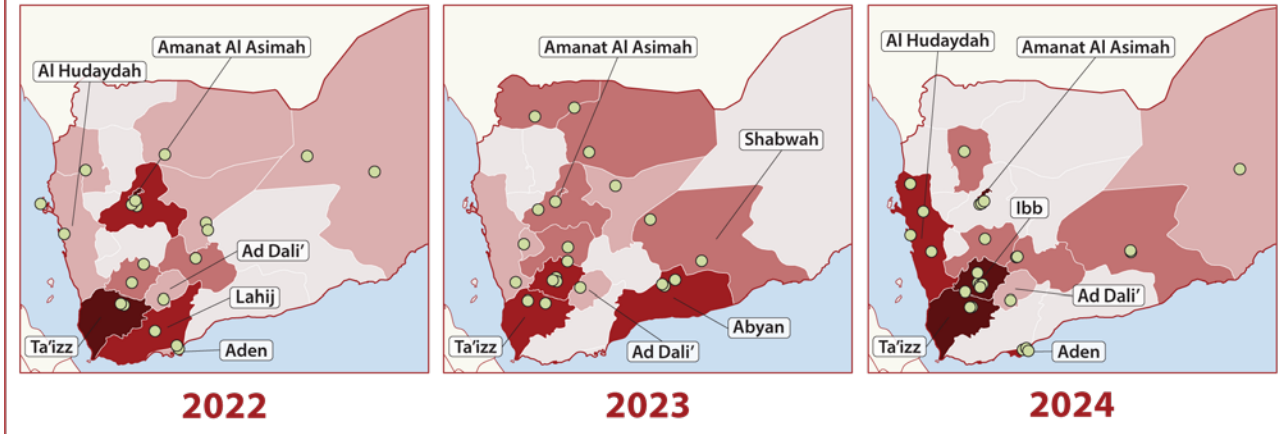 Amanat Al Asimah
Al Hudaydah
Ad Dali’
Lahij
Ta’izz
Aden
2022
Amanat Al Asimah
Shabwah
Abyan
Ta’izz
Ad Dali’
2023
Al Hudaydah
Amanat Al Asimah
Ibb
Ad Dali’
Ta’izz
Aden
2024